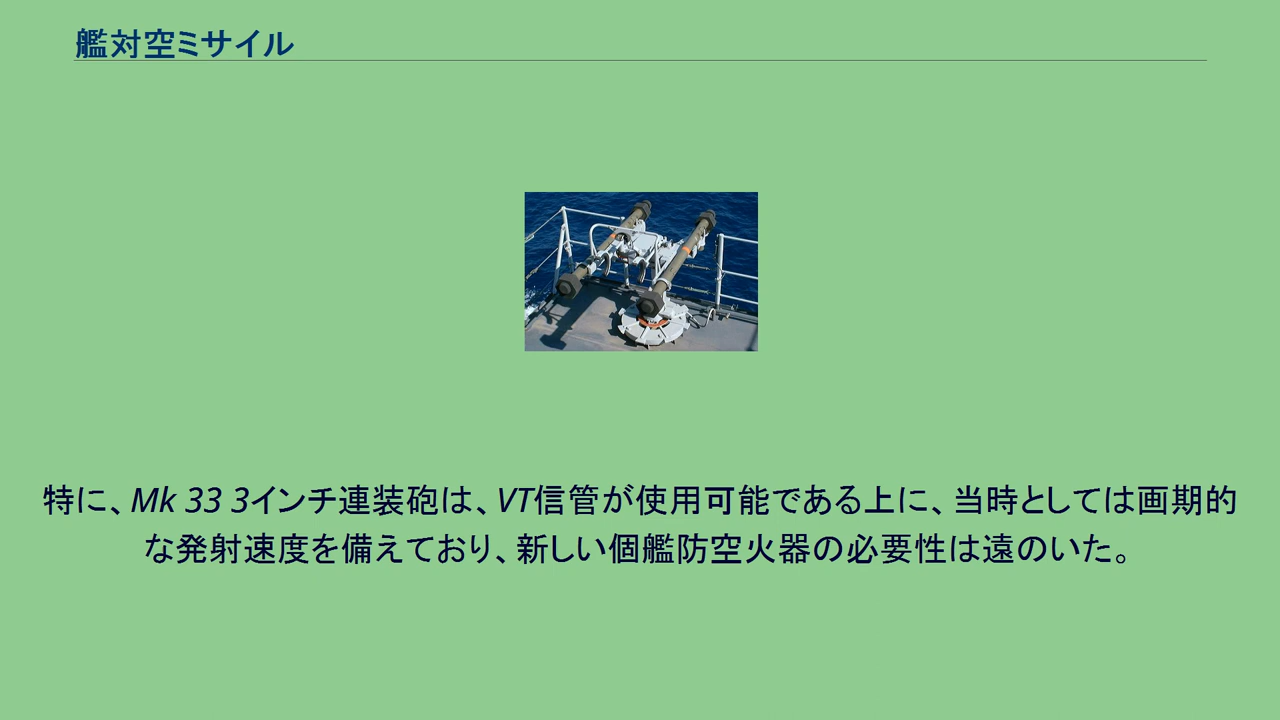 艦対空ミサイル
特に、Mk 33 3インチ連装砲は、VT信管が使用可能である上に、当時としては画期的
な発射速度を備えており、新しい個艦防空火器の必要性は遠のいた。